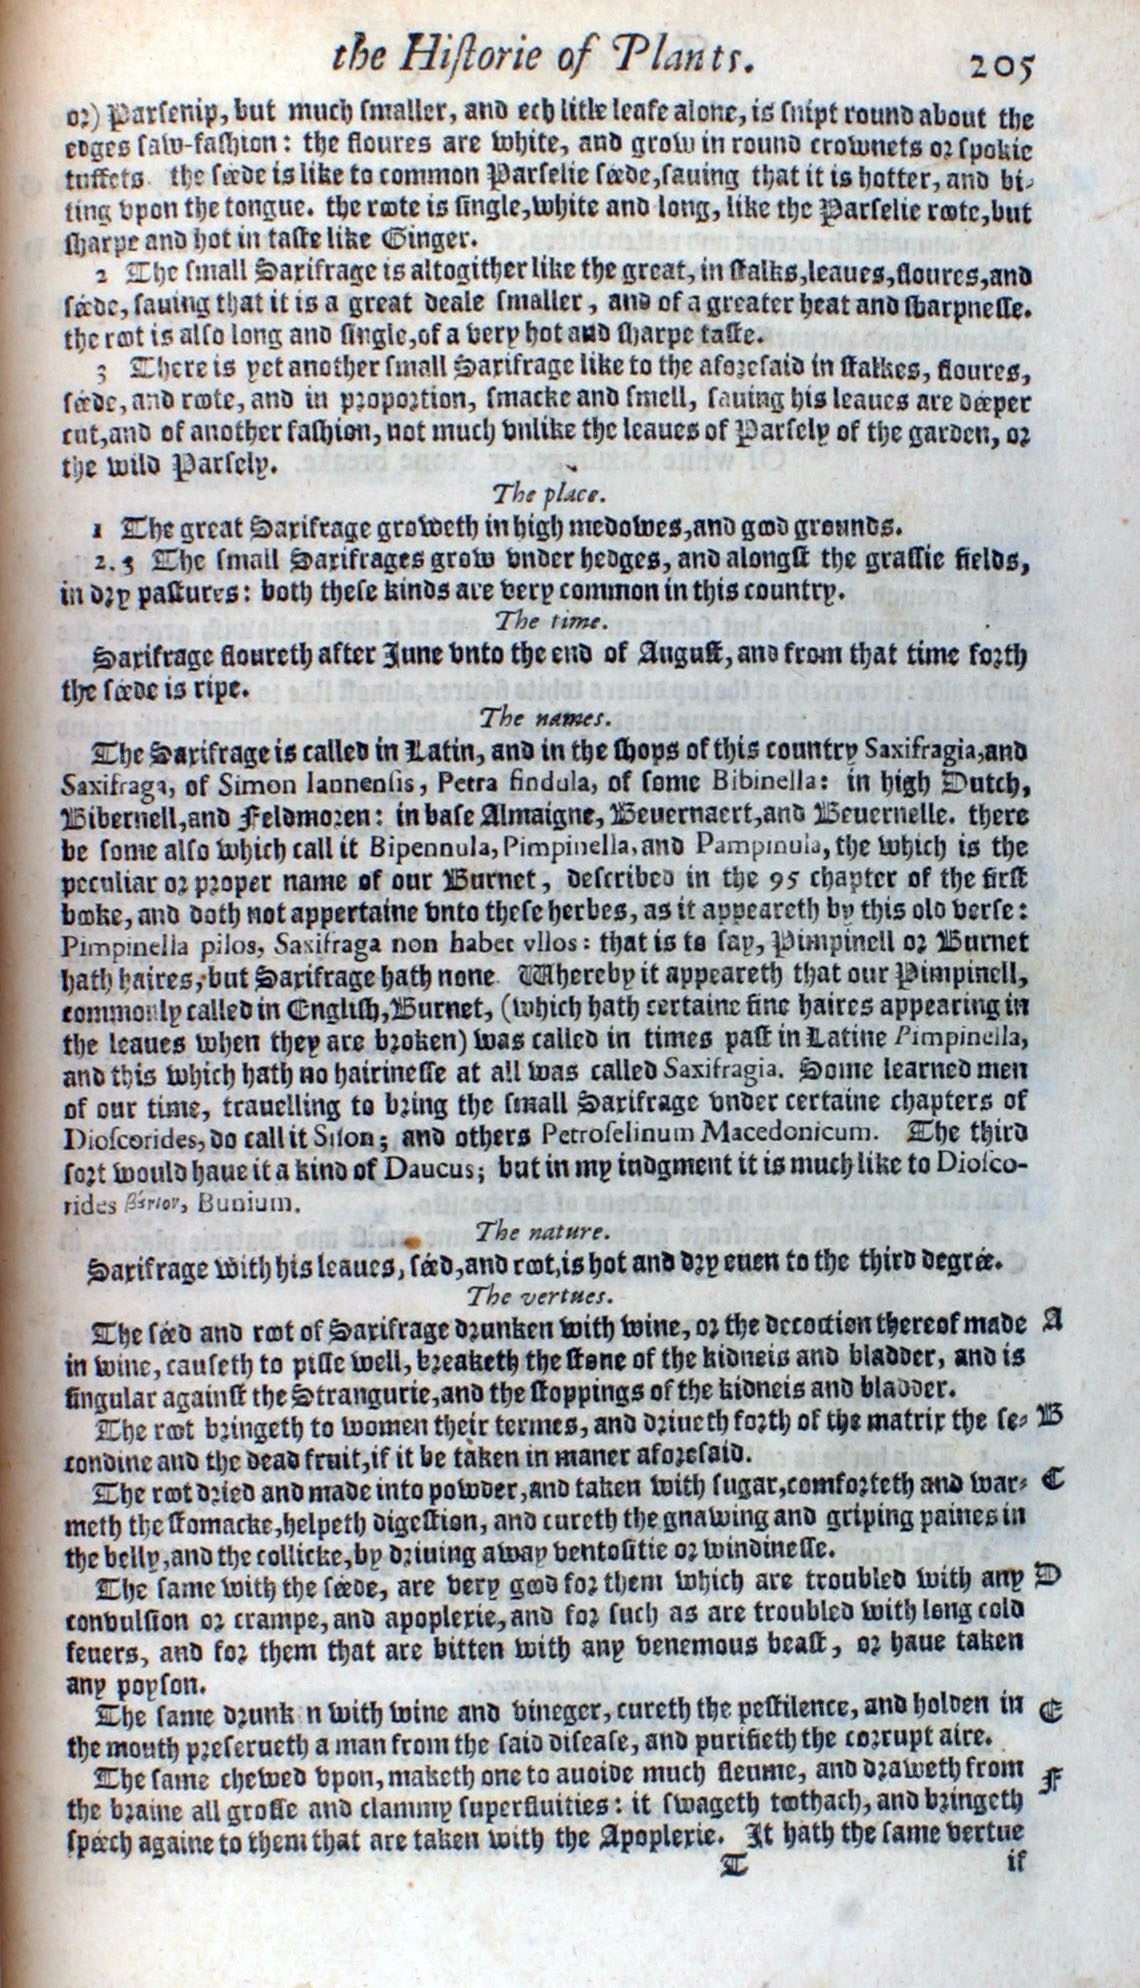 the Historie of Plants. 205
or) Parsenip, but much smaller, and ech litle leafe alone, is snipt round about the
edges saw-fashion: the floures are white, and grow in round crownets or spokie
tuffets. the sæde is like to common Parselie sæde, sauing that it is hotter, and bi-
ting vpon the tongue. the roote is single, white and long, like the Parselie roote, but
sharpe and hot in taste like Ginger.
2 The small Saxifrage is altogither like the great, in stalks, leaues, floures, and
sæde, sauing that it is a great deale smaller, and of a greater heat and sharpnesse.
the root is also long and single, of a very hot and sharpe taste.
3 There is yet another small Saxifrage like to the aforesaid in stalkes, floures,
sæde, and roote, and in proportion, smacke and smell, sauing his leaues are dæper
cut, and of another fashion, not much vnlike the leaues of Parsely of the garden, or
the wild Parsely.
The place.
1 The great Saxifrage groweth in high medowes, and good grounds.
2. 3 The small Saxifrages grow vnder hedges, and alongst the grassie fields,
in dry pastures: both these kinds are very common in this country.
The time.
Saxifrage floureth after June vnto the end of August, and from that time forth
the sæde is ripe.
The names.
The Saxifrage is called in Latin, and in the shops of this country Saxifragia, and
Saxifraga, of Simon Iannensis, Petra findula, of some Bibinella: in high Dutch,
Bibernell, and Feldmoren: in base Almaigne, Beuernaert, and Beuernelle. there
be some also which call it Bipennula, Pimpinella, and Pampinula, the which is the
peculiar or proper name of our Burnet, described in the 95 chapter of the first
booke, and doth not appertaine vnto these herbes, as it appeareth by this old verse:
Pimpinella pilos, Saxifraga non habet vllos: that is to say, Pimpinell or Burnet
hath haires, but Saxifrage hath none. Whereby it appeareth that our Pimpinell,
commonly called in English, Burnet, (which hath certaine fine haires appearing in
the leaues when they are broken) was called in times past in Latine Pimpinella,
and this which hath no hairinesse at all was called Saxifragia. Some learned men
of our time, trauelling to bring the small Saxifrage vnder certaine chapters of
Dioscorides, do call it Sison; and others Petroselinum Macedonicum. The third
sort would haue it a kind of Daucus; but in my iudgment it is much like to Diosco-
rides Bunium.
The nature.
Saxifrage with his leaues, sæd, and root, is hot and dry euen to the third degræ.
The vertues.
The sæd and root of Saxifrage drunken with wine, or the decoction thereof made A
in wine, causeth to pisse well, breaketh the stone of the kidneis and bladder, and is
singular against the Strangurie, and the stoppings of the kidneis and bladder.
The root bringeth to women their termes, and driueth forth of the matrix the se- B
condine and the dead fruit, if it be taken in maner aforesaid.
The root dried and made into powder, and taken with sugar, comforteth and war- C
meth the stomacke, helpeth digestion, and cureth the gnawing and griping paines in
the belly, and the collicke, by driuing away ventositie or windinesse.
The same with the sæde, are very good for them which are troubled with any D
conuulsion or crampe, and apoplexie, and for such as are troubled with long cold
feuers, and for them that are bitten with any venemous beast, or haue taken
any poyson.
The same drunk n with wine and vineger, cureth the pestilence, and holden in E
the mouth preserueth a man from the said disease, and purifieth the corrupt aire.
The same chewed vpon, maketh one to auoide much fleume, and draweth from F
the braine all grosse and clammy superfluities: it swageth toothach, and bringeth
spæch againe to them that are taken with the Apoplexie. It hath the same vertue
T if